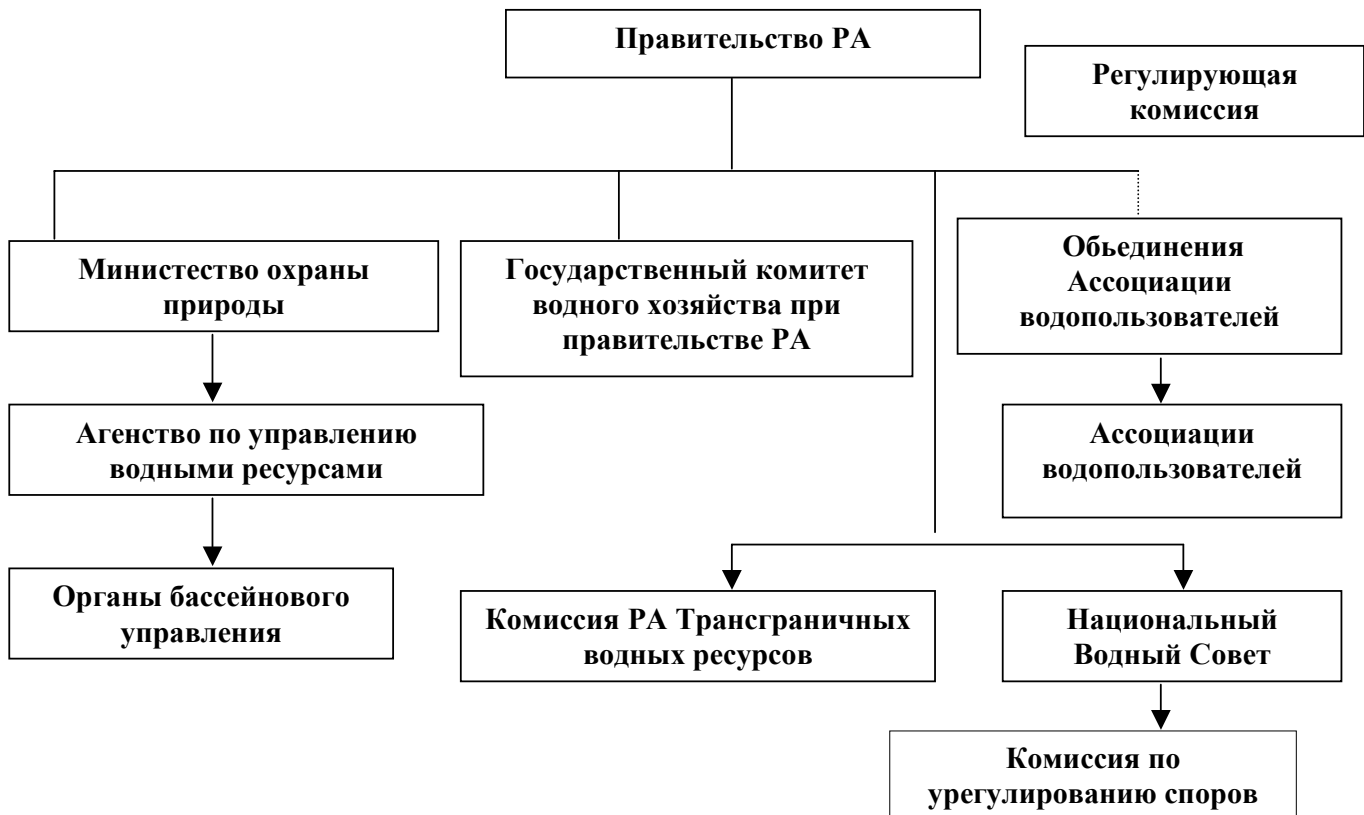 Правительство РА
Регулирующая
комиссия
Министество охраны
природы
Государственный комитет
водного хозяйства при
правительстве РА
Обьединения
Ассоциации
водопользователей
Агенство по управлению
водными ресурсами
Ассоциации
водопользователей
Органы бассейнового
управления
Комиссия РА Трансграничных
водных ресурсов
Национальный
Водный Совет
Комиссия по
урегулированию споров